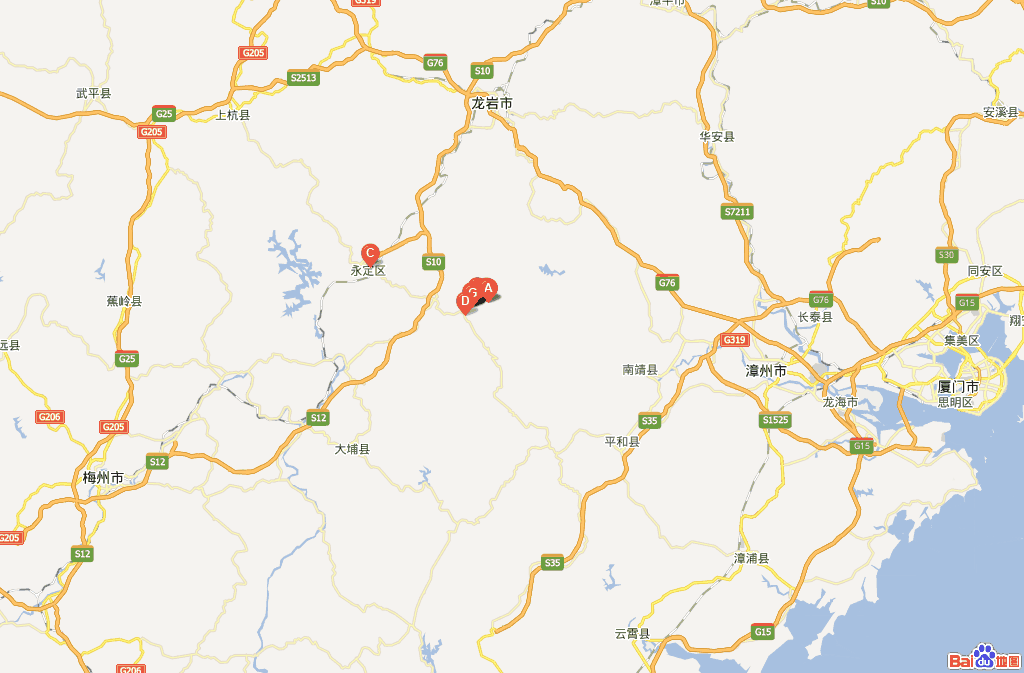 G319
漳平市
S10
G205
G76
S10
S2513
武平县
龙岩市
G25
上杭县
安溪县
G205
华安县
S7211
C
永定区
S10
S30
同安区
G76
A
G
D
蕉岭县
G76
G15
长泰县
翔安
G319
集美区
远县
G25
南靖县
漳州市
厦门市
龙海市
思明区
G206
S12
S35
S1525
G205
平和县
G15
大埔县
S12
梅州市
G205
S12
S35
漳浦县
云霄县
G15
Bai du 地图
G205